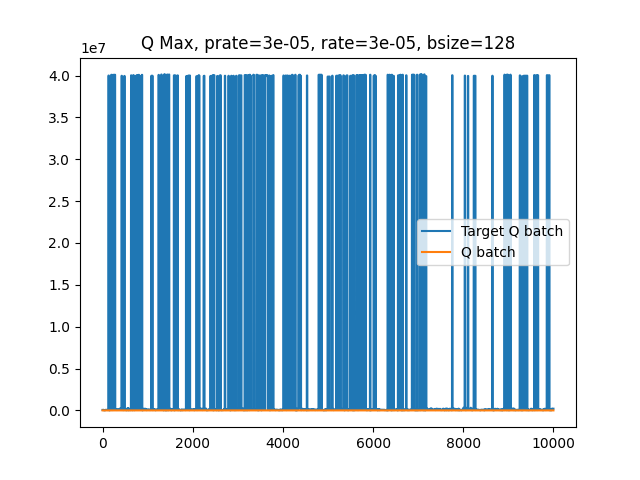 Q Max, prate=3e-05, rate=3e-05, bsize=128
1e7
4.0
3.5
3.0
2.5
2.0
1.5
1.0
0.5
0.0
Target Q batch
Q batch
0 2000 4000 6000 8000 10000